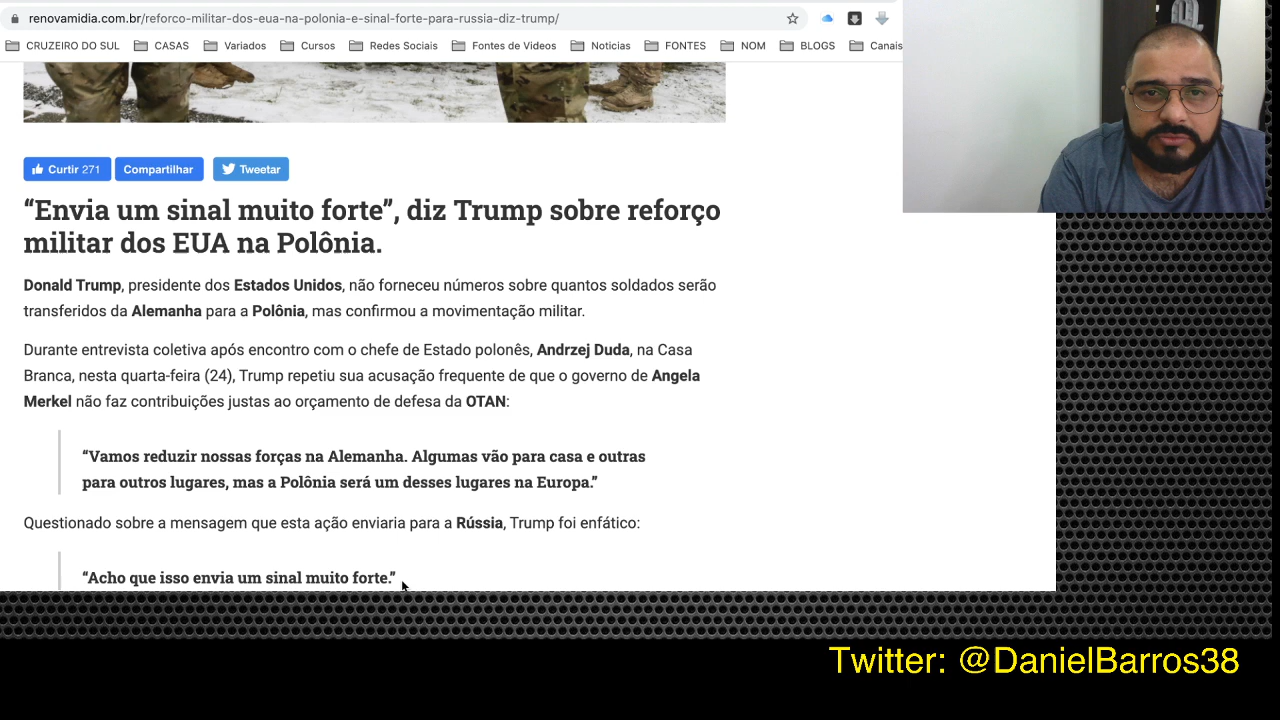 renovamidia.com.br/reforco-militar-dos-eua-na-polonia-e-sinal-forte-para-russia-diz-trump/
CRUZEIRO DO SUL CASAS Variados Cursos Redes Sociais Fontes de Videos Noticias FONTES NOM BLOGS Canais
Curtir 271 Compartilhar Tweetar
“Envia um sinal muito forte”, diz Trump sobre reforço
militar dos EUA na Polônia.
Donald Trump, presidente dos Estados Unidos, não forneceu números sobre quantos soldados serão
transferidos da Alemanha para a Polônia, mas confirmou a movimentação militar.
Durante entrevista coletiva após encontro com o chefe de Estado polonês, Andrzej Duda, na Casa
Branca, nesta quarta-feira (24), Trump repetiu sua acusação frequente de que o governo de Angela
Merkel não faz contribuições justas ao orçamento de defesa da OTAN:
“Vamos reduzir nossas forças na Alemanha. Algumas vão para casa e outras
para outros lugares, mas a Polônia será um desses lugares na Europa.”
Questionado sobre a mensagem que esta ação enviaria para a Rússia, Trump foi enfático:
“Acho que isso envia um sinal muito forte.”
Twitter: @DanielBarros38